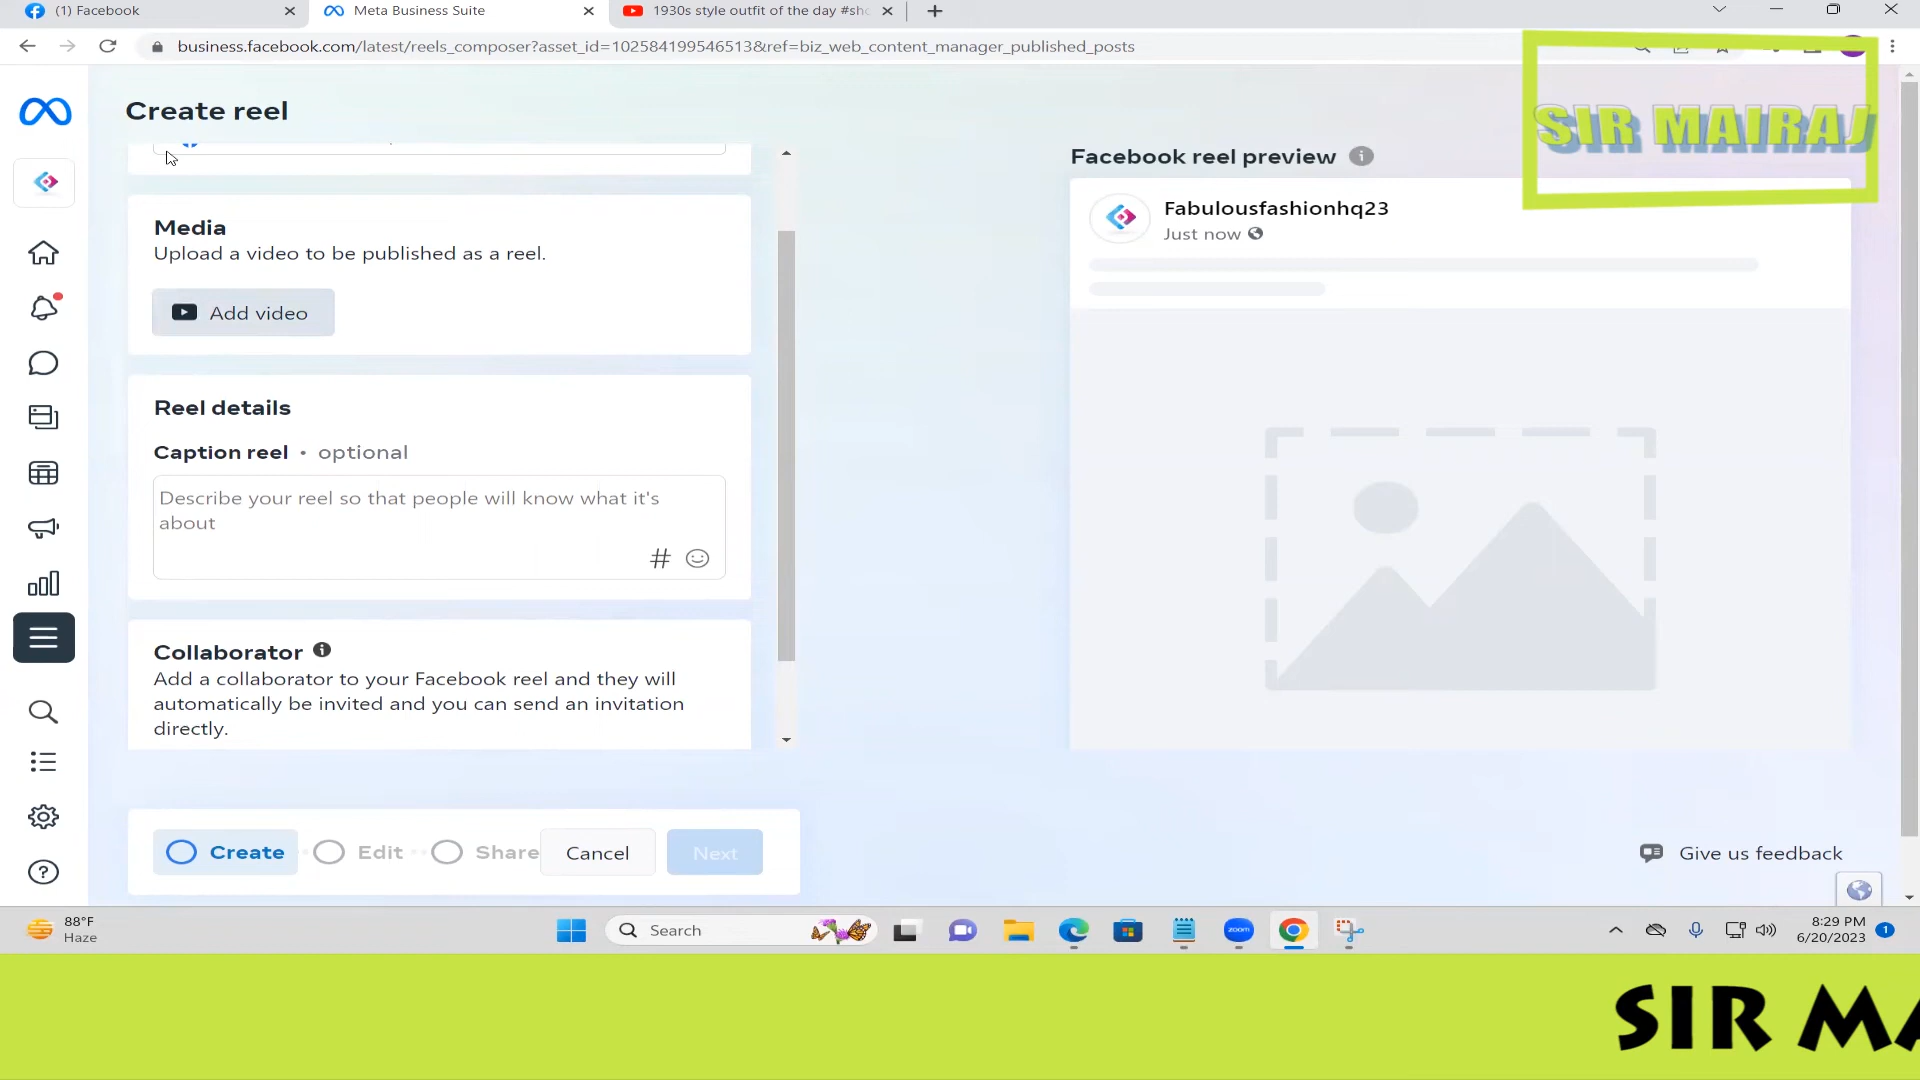 (1) Facebook
Meta Business Suite
1930s style outfit of the day #sho
business.facebook.com/latest/reels_composer?asset_id=102584199546513&ref=biz_web_content_manager_published_posts
SIR MAIRAJ
Create reel
Facebook reel preview
Fabulousfashionhq23
Just now
Media
Upload a video to be published as a reel.
Add video
Reel details
Caption reel • optional
Describe your reel so that people will know what it's
about
Collaborator
Add a collaborator to your Facebook reel and they will
automatically be invited and you can send an invitation
directly.
Create
Edit
Share
Cancel
Next
Give us feedback
88°F
Haze
Search
zoom
8:29 PM
6/20/2023
1
SIR MA